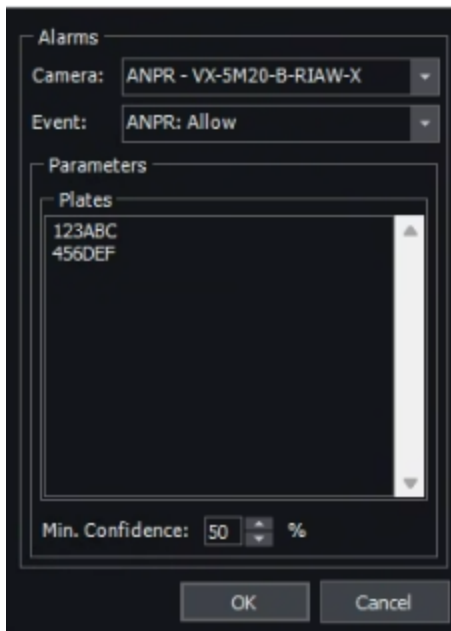 Alarms
Camera: ANPR - VX-5M20-B-RIAW-X
Event: ANPR: Allow
Parameters
Plates
123ABC
456DEF
Min. Confidence: 50 %
OK Cancel